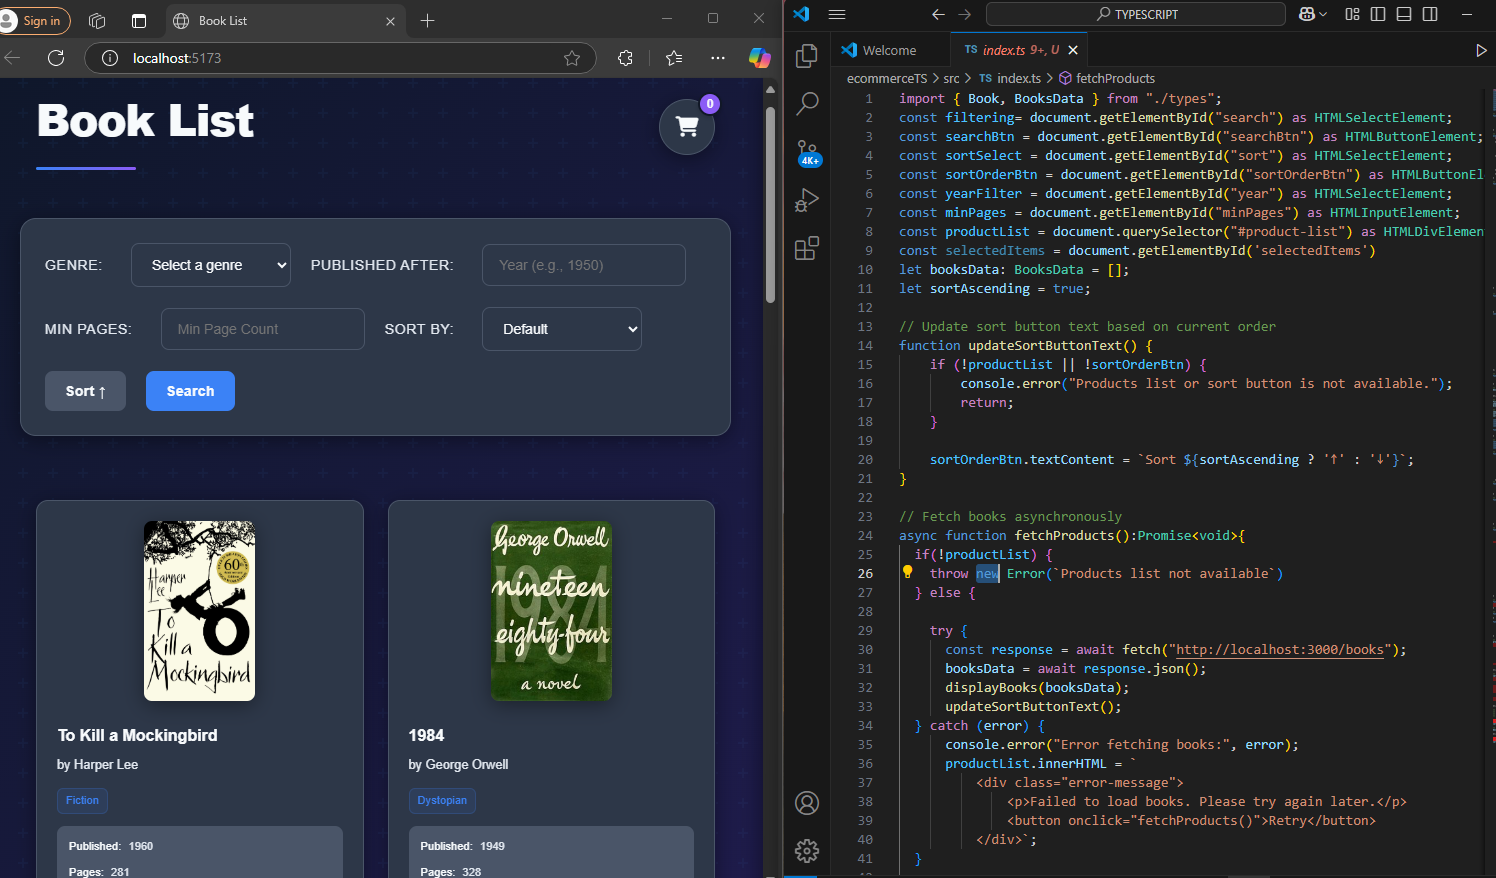 Sign in
Book List
localhost:5173
Book List
0
GENRE:
Select a genre
PUBLISHED AFTER:
Year (e.g., 1950)
MIN PAGES:
Min Page Count
SORT BY:
Default
Sort ↑
Search
60
Harper
Lee
To
Kill a
Mockingbird
George Orwell
1984
nineteen
eighty-four
a novel
To Kill a Mockingbird
by Harper Lee
Fiction
Published: 1960
Pages: 281
1984
by George Orwell
Dystopian
Published: 1949
Pages: 328
TYPESCRIPT
Welcome
TS index.ts 9+, U
ecommerceTS > src > TS index.ts > fetchProducts
4K+
1 import { Book, BooksData } from "./types";
2 const filtering= document.getElementById("search") as HTMLSelectElement;
3 const searchBtn = document.getElementById("searchBtn") as HTMLButtonElement;
4 const sortSelect = document.getElementById("sort") as HTMLSelectElement;
5 const sortOrderBtn = document.getElementById("sortOrderBtn") as HTMLButtonEl
6 const yearFilter = document.getElementById("year") as HTMLSelectElement;
7 const minPages = document.getElementById("minPages") as HTMLInputElement;
8 const productList = document.querySelector("#product-list") as HTMLDivElemen
9 const selectedItems = document.getElementById('selectedItems')
10 let booksData: BooksData = [];
11 let sortAscending = true;
12
13 // Update sort button text based on current order
14 function updateSortButtonText() {
15 if (!productList || !sortOrderBtn) {
16 console.error("Products list or sort button is not available.");
17 return;
18 }
19
20 sortOrderBtn.textContent = `Sort ${sortAscending ? '↑' : '↓'}`;
21 }
22
23 // Fetch books asynchronously
24 async function fetchProducts():Promise<void>{
25 if(!productList) {
26 throw new Error(`Products list not available`)
27 } else {
28
29 try {
30 const response = await fetch("http://localhost:3000/books");
31 booksData = await response.json();
32 displayBooks(booksData);
33 updateSortButtonText();
34 } catch (error) {
35 console.error("Error fetching books:", error);
36 productList.innerHTML = `
37 <div class="error-message">
38 <p>Failed to load books. Please try again later.</p>
39 <button onclick="fetchProducts()">Retry</button>
40 </div>`;
41 }